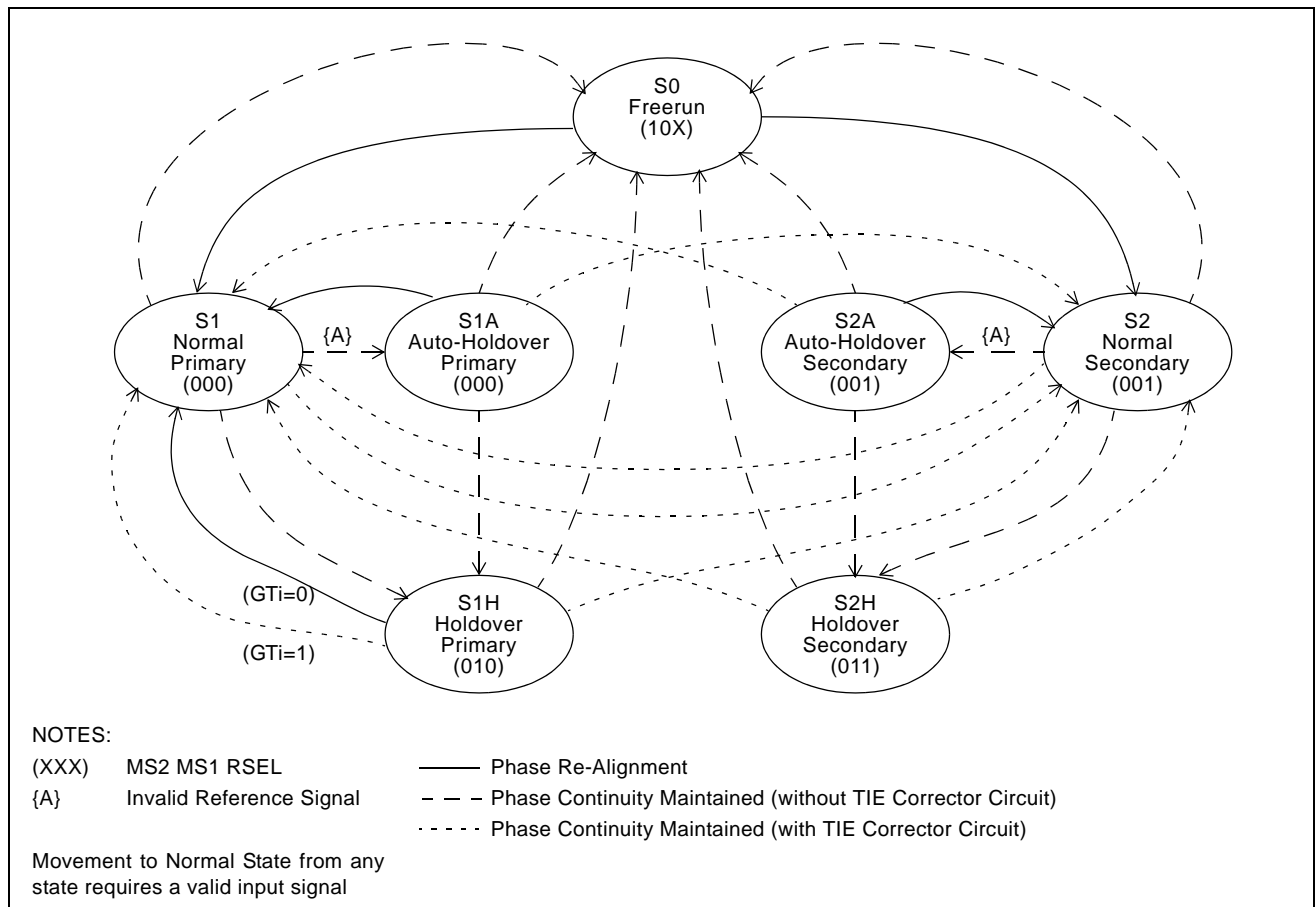 S0
Freerun
(10X)
S1
Normal
Primary
(000)
{A}
S1A
Auto-Holdover
Primary
(000)
S2A
Auto-Holdover
Secondary
(001)
{A}
S2
Normal
Secondary
(001)
(GTi=0)
(GTi=1)
S1H
Holdover
Primary
(010)
S2H
Holdover
Secondary
(011)
NOTES:
(XXX) MS2 MS1 RSEL
{A} Invalid Reference Signal
Phase Re-Alignment
Phase Continuity Maintained (without TIE Corrector Circuit)
Phase Continuity Maintained (with TIE Corrector Circuit)
Movement to Normal State from any
state requires a valid input signal